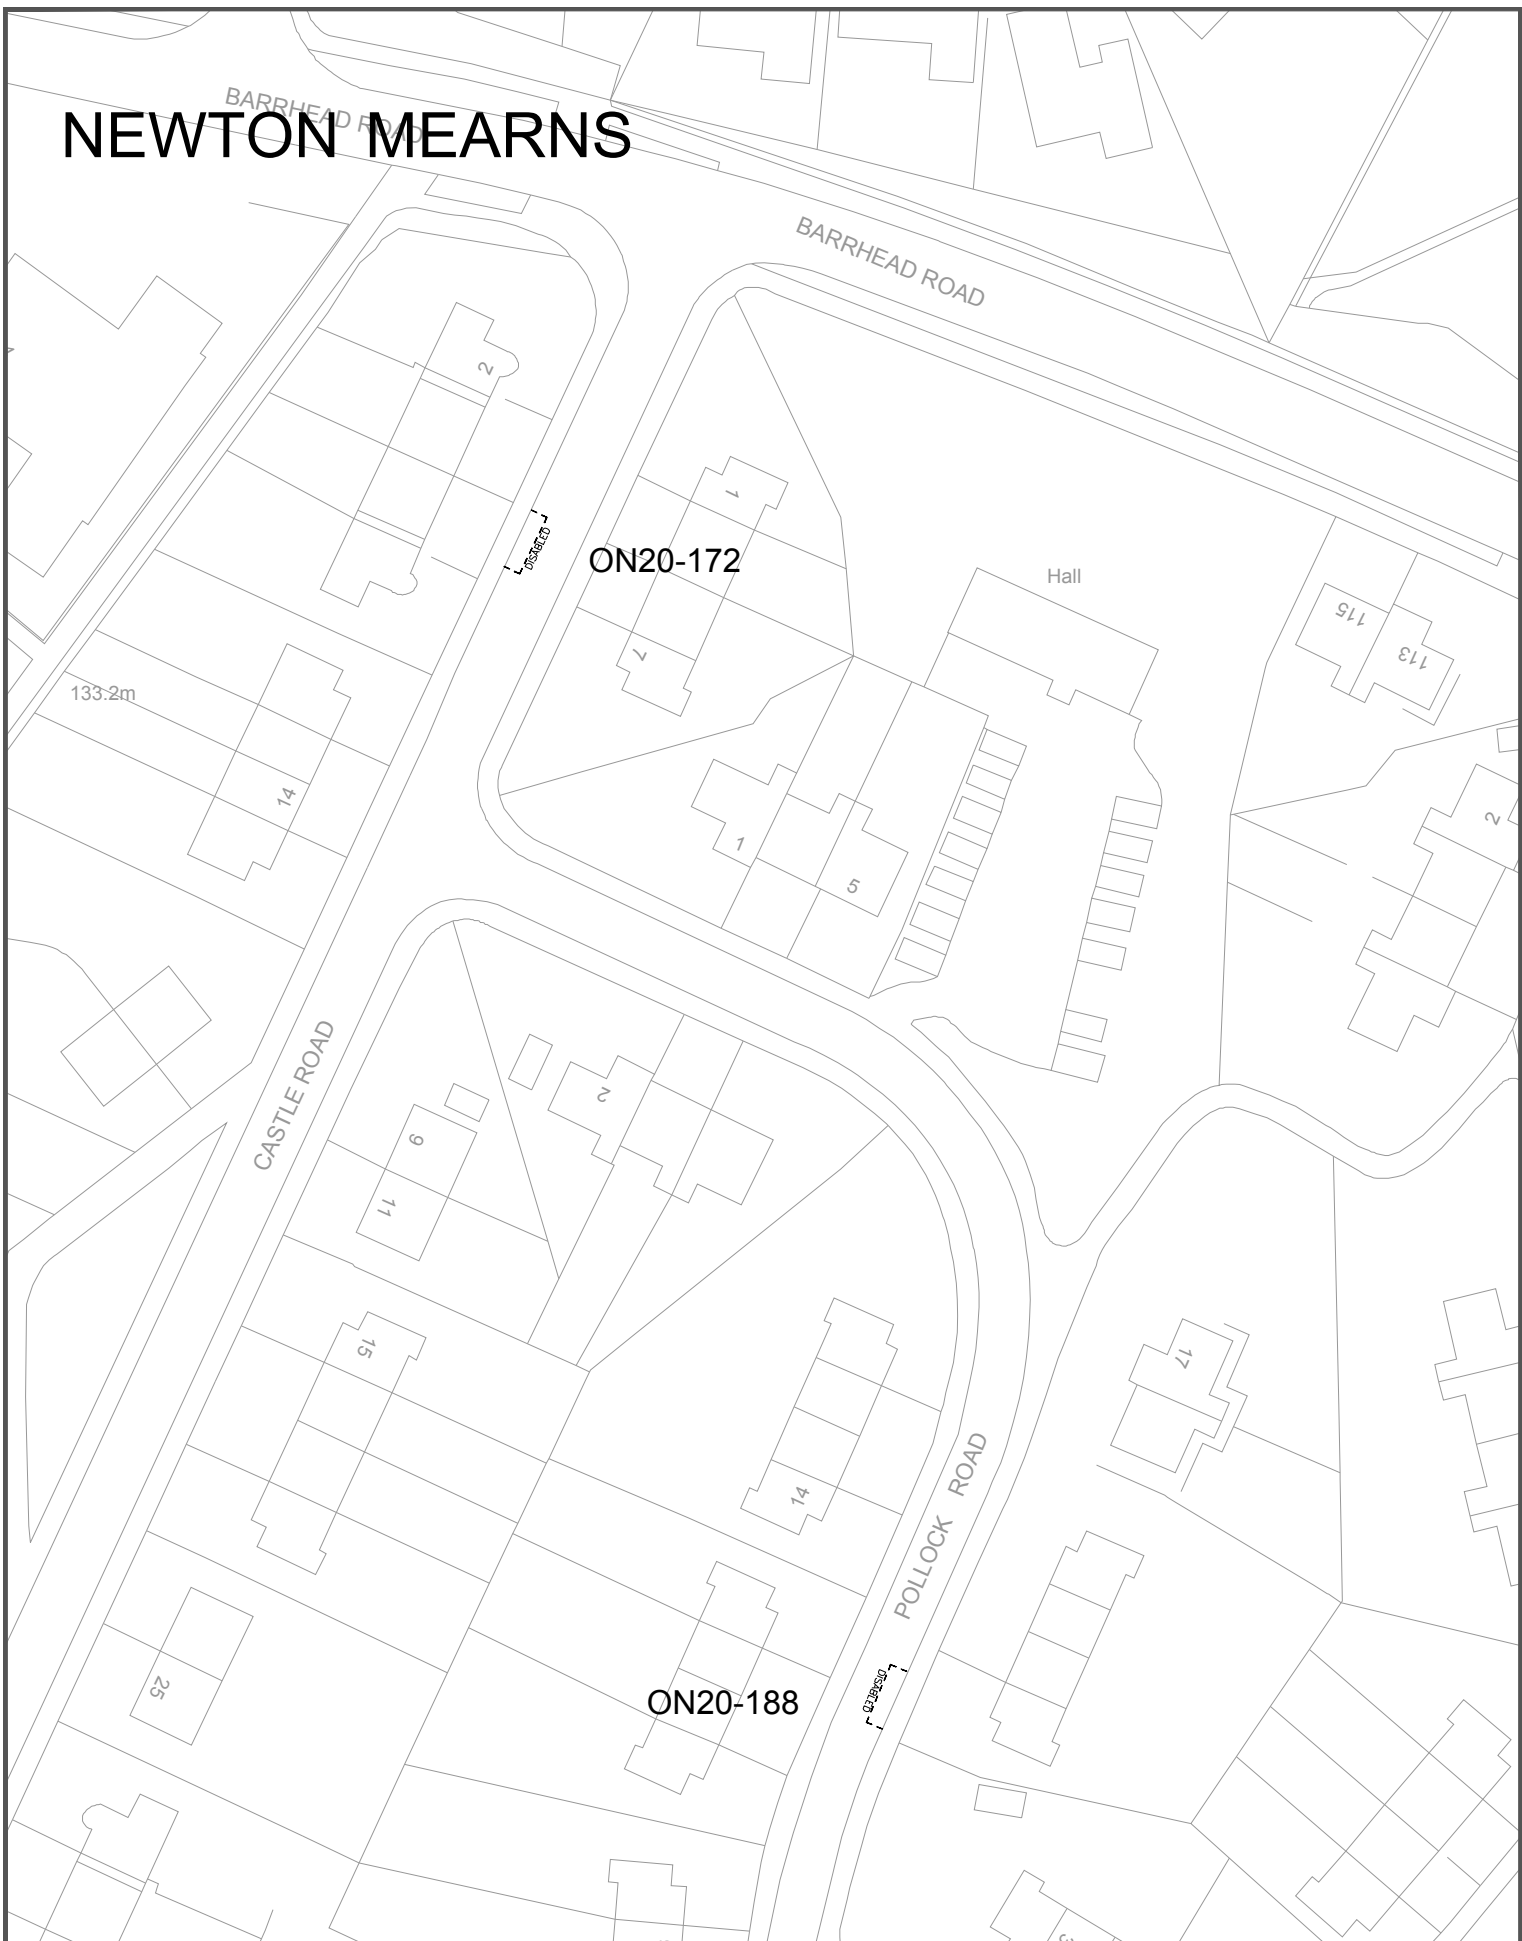 BARRHEAD ROAD
NEWTON MEARNS
BARRHEAD ROAD
2
1
DISABLED
ON20-172
Hall
115
113
7
133.2m
14
2
1
5
CASTLE ROAD
2
9
11
15
17
14
POLLOCK ROAD
25
DISABLED
ON20-188